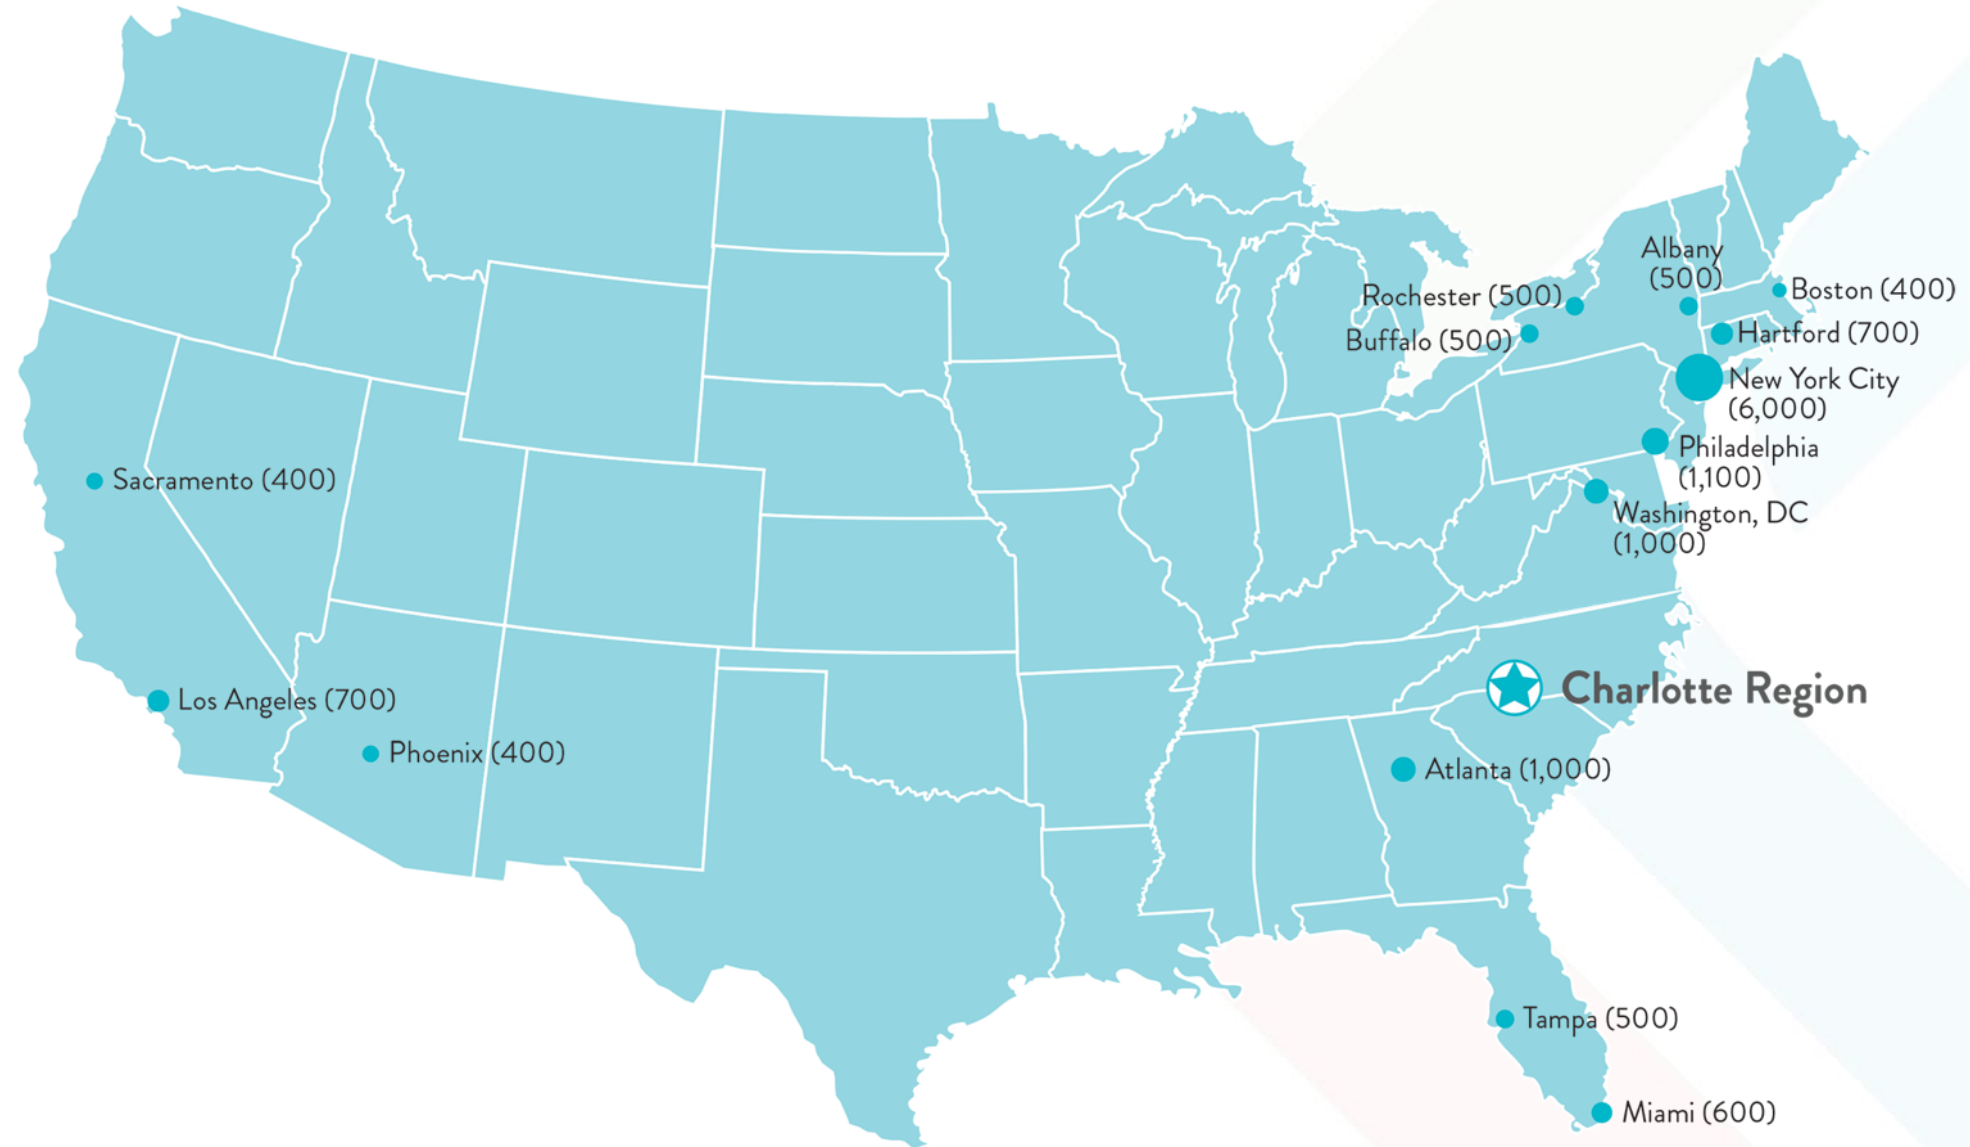 Albany
(500)
Rochester (500)
Boston (400)
Buffalo (500)
Hartford (700)
New York City
(6,000)
Philadelphia
(1,100)
Sacramento (400)
Washington, DC
(1,000)
Charlotte Region
Los Angeles (700)
Phoenix (400)
Atlanta (1,000)
Tampa (500)
Miami (600)